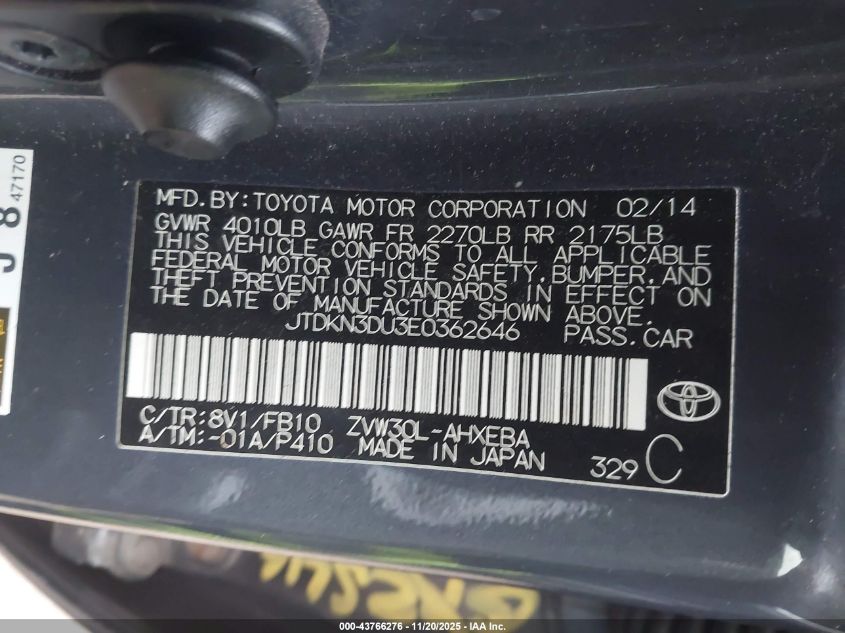 J 8 47170
MFD. BY: TOYOTA MOTOR CORPORATION 02/14
GVWR 4010LB GAWR FR 2270LB RR 2175LB
THIS VEHICLE CONFORMS TO ALL APPLICABLE
FEDERAL MOTOR VEHICLE SAFETY, BUMPER, AND
THEFT PREVENTION STANDARDS IN EFFECT ON
THE DATE OF MANUFACTURE SHOWN ABOVE.
JTDKN3DU3E0362646 PASS. CAR
C/TR: 8V1/FB10 ZVW30L-AHXEBA
A/TM: -01A/P410 MADE IN JAPAN 329 C
000-43766276 - 11/20/2025 - IAA Inc.